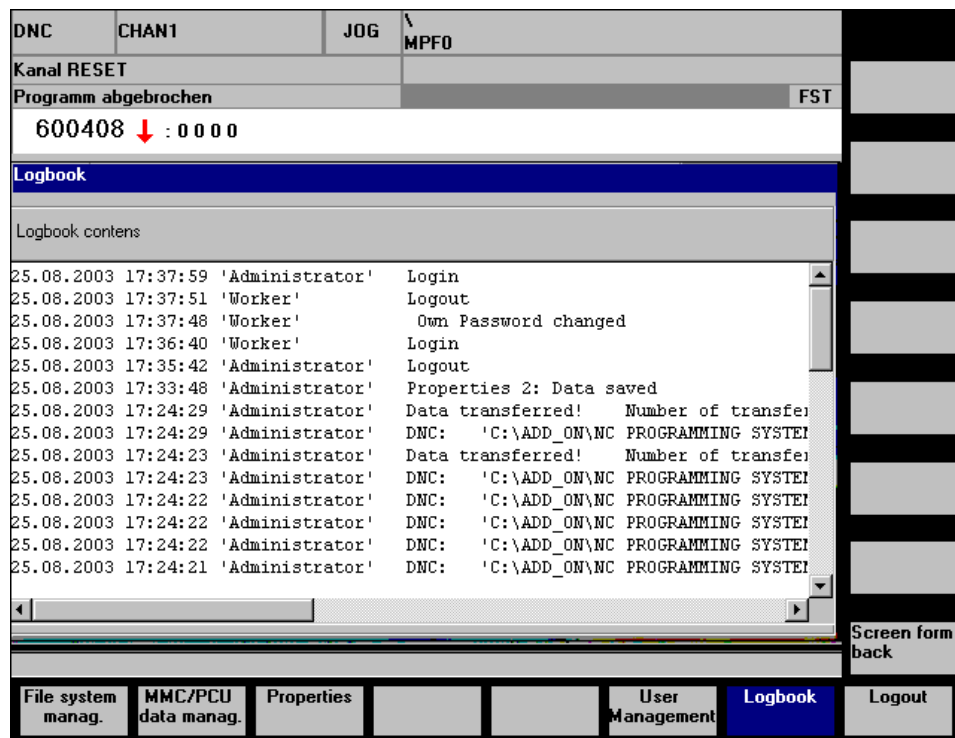 DNC CHAN1 JOG \
MPF0
Kanal RESET
Programm abgebrochen FST
600408 ↓ :0000
Logbook
Logbook contens
25.08.2003 17:37:59 'Administrator' Login
25.08.2003 17:37:51 'Worker' Logout
25.08.2003 17:37:48 'Worker' Own Password changed
25.08.2003 17:36:40 'Worker' Login
25.08.2003 17:35:42 'Administrator' Logout
25.08.2003 17:33:48 'Administrator' Properties 2: Data saved
25.08.2003 17:24:29 'Administrator' Data transferred! Number of transfer
25.08.2003 17:24:29 'Administrator' DNC: 'C:\ADD_ON\NC PROGRAMMING SYSTEM
25.08.2003 17:24:23 'Administrator' Data transferred! Number of transfer
25.08.2003 17:24:23 'Administrator' DNC: 'C:\ADD_ON\NC PROGRAMMING SYSTEM
25.08.2003 17:24:22 'Administrator' DNC: 'C:\ADD_ON\NC PROGRAMMING SYSTEM
25.08.2003 17:24:22 'Administrator' DNC: 'C:\ADD_ON\NC PROGRAMMING SYSTEM
25.08.2003 17:24:22 'Administrator' DNC: 'C:\ADD_ON\NC PROGRAMMING SYSTEM
25.08.2003 17:24:21 'Administrator' DNC: 'C:\ADD_ON\NC PROGRAMMING SYSTEM
Screen form
back
File system
manag.
MMC/PCU
data manag.
Properties
User
Management
Logbook
Logout